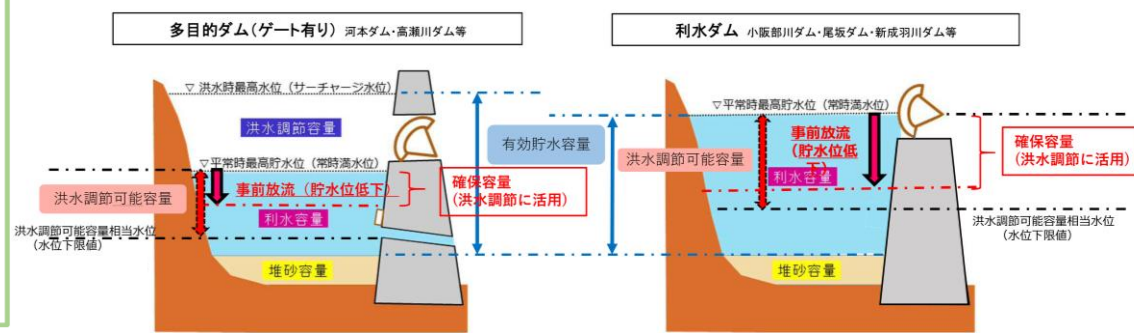 多目的ダム(ゲート有り) 河本ダム・高瀬川ダム等
▽ 洪水時最高水位（サーチャージ水位）
洪水調節容量
▽平常時最高貯水位（常時満水位）
洪水調節可能容量
事前放流（貯水位低下）
確保容量
(洪水調節に活用)
利水容量
洪水調節可能容量相当水位
（水位下限値）
堆砂容量
有効貯水容量
利水ダム 小阪部川ダム・尾坂ダム・新成羽川ダム等
▽平常時最高貯水位（常時満水位）
洪水調節可能容量
事前放流
（貯水位低
下）
利水容量
確保容量
(洪水調節に活用)
洪水調節可能容量相当水位
（水位下限値）
堆砂容量